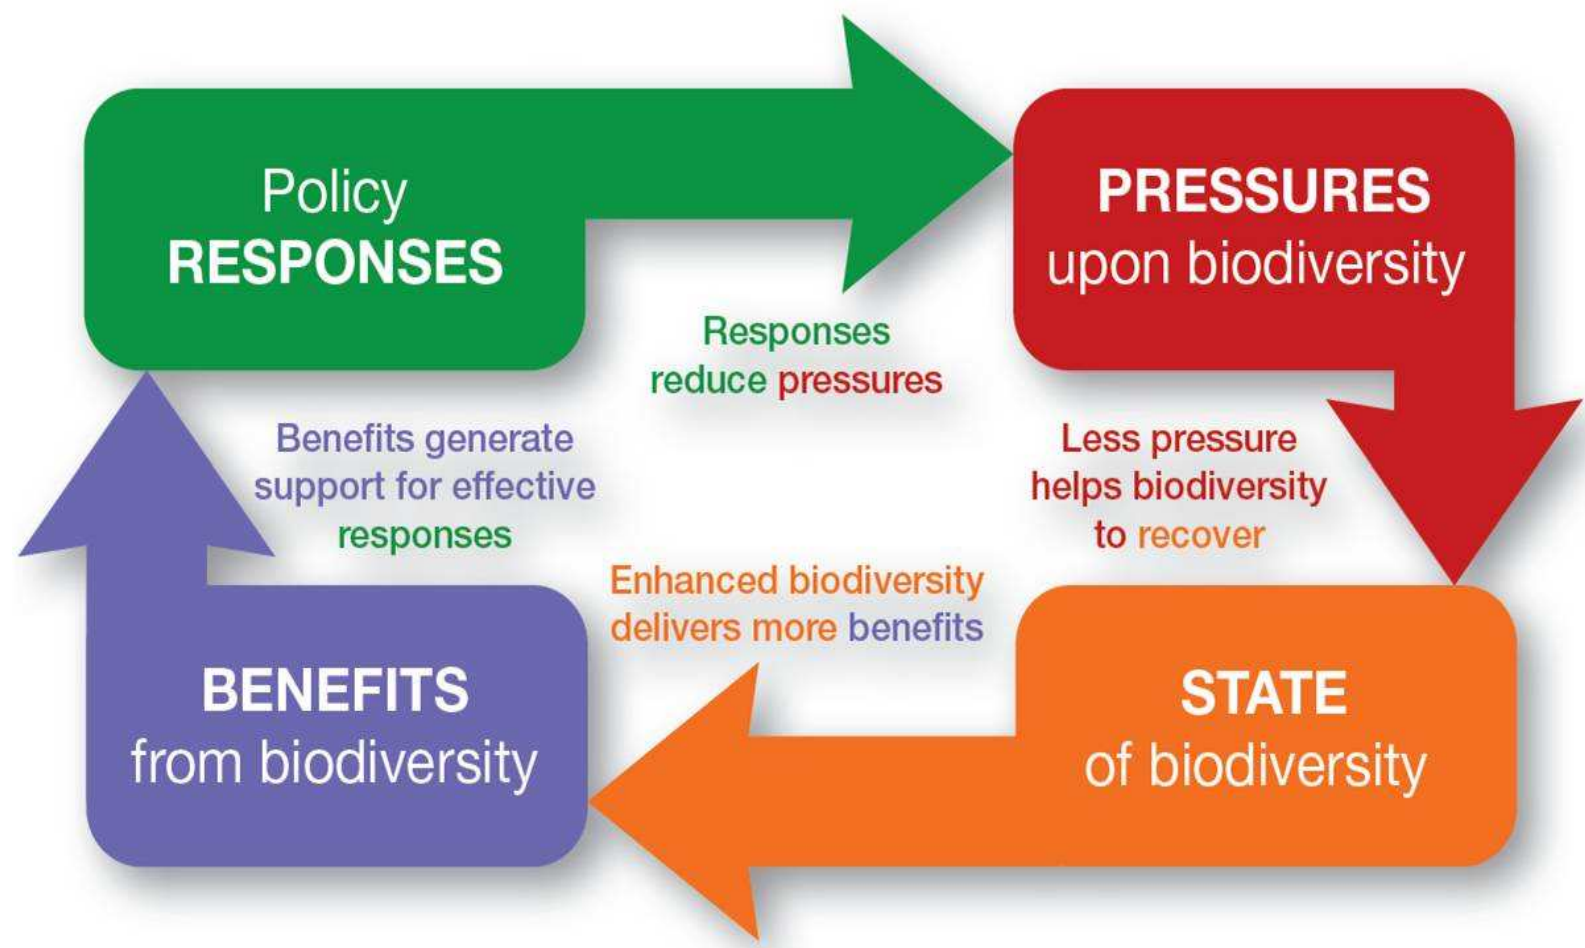 Policy
RESPONSES
PRESSURES
upon biodiversity
Responses
reduce pressures
Benefits generate
support for effective
responses
Less pressure
helps biodiversity
to recover
Enhanced biodiversity
delivers more benefits
BENEFITS
from biodiversity
STATE
of biodiversity